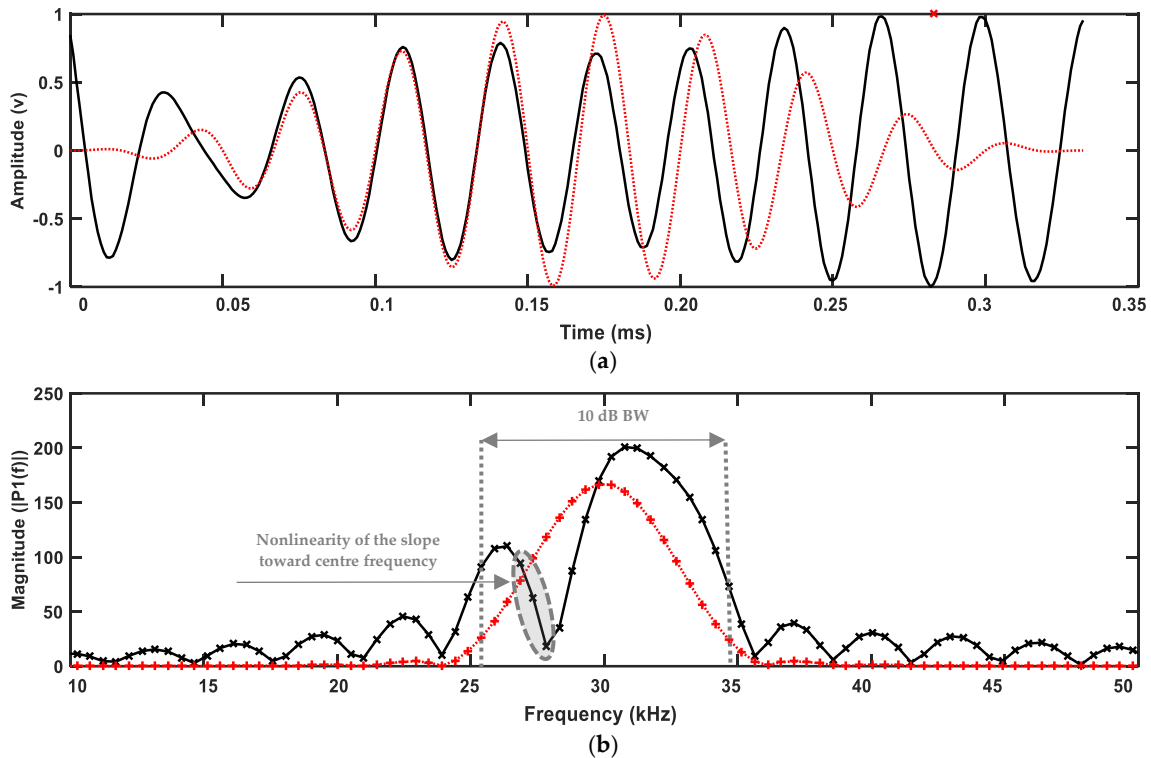 1
0.5
0
-0.5
-1
Amplitude (v)
0 0.05 0.1 0.15 0.20 0.25 0.3 0.35
Time (ms)
(a)
250
200
150
100
50
0
Magnitude (|P1(f)|)
10 dB BW
Nonlinearity of the slope
toward centre frequency
10 15 20 25 30 35 40 45 50
Frequency (kHz)
(b)